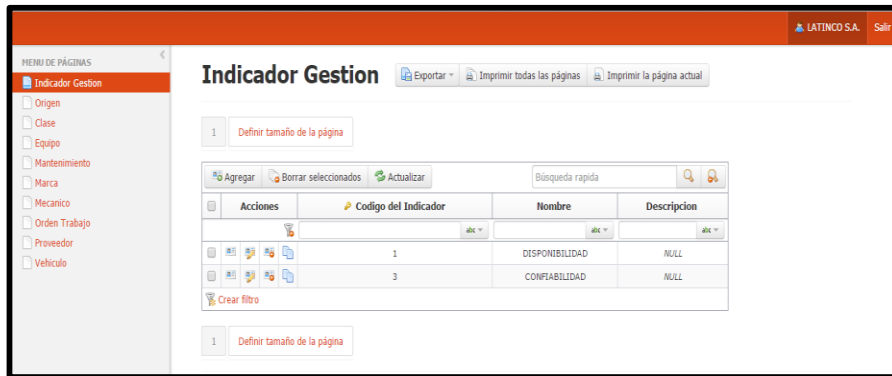 LATINCO S.A. Salir
MENU DE PÁGINAS
Indicador Gestion
Origen
Clase
Equipo
Mantenimiento
Marca
Mecanico
Orden Trabajo
Proveedor
Vehiculo
Indicador Gestion Exportar Imprimir todas las páginas Imprimir la página actual
1 Definir tamaño de la página
Agregar Borrar seleccionados Actualizar Búsqueda rapida
Acciones Codigo del Indicador Nombre Descripcion
abc abc abc
1 DISPONIBILIDAD NULL
3 CONFIABILIDAD NULL
Crear filtro
1 Definir tamaño de la página